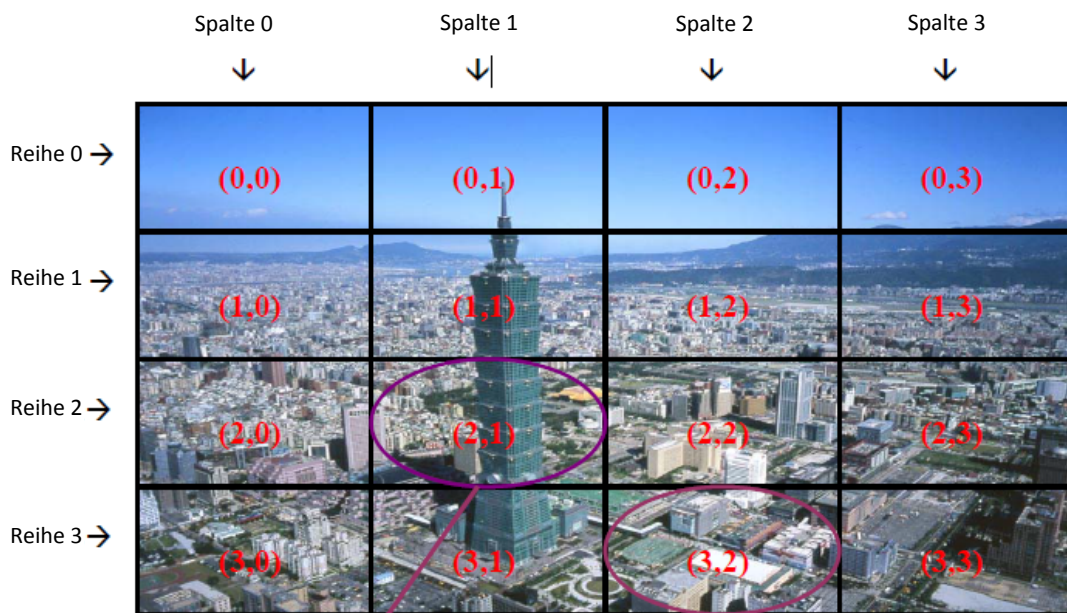 Spalte 0 Spalte 1 Spalte 2 Spalte 3
↓ ↓ ↓ ↓
Reihe 0 → (0,0) (0,1) (0,2) (0,3)
Reihe 1 → (1,0) (1,1) (1,2) (1,3)
Reihe 2 → (2,0) (2,1) (2,2) (2,3)
Reihe 3 → (3,0) (3,1) (3,2) (3,3)